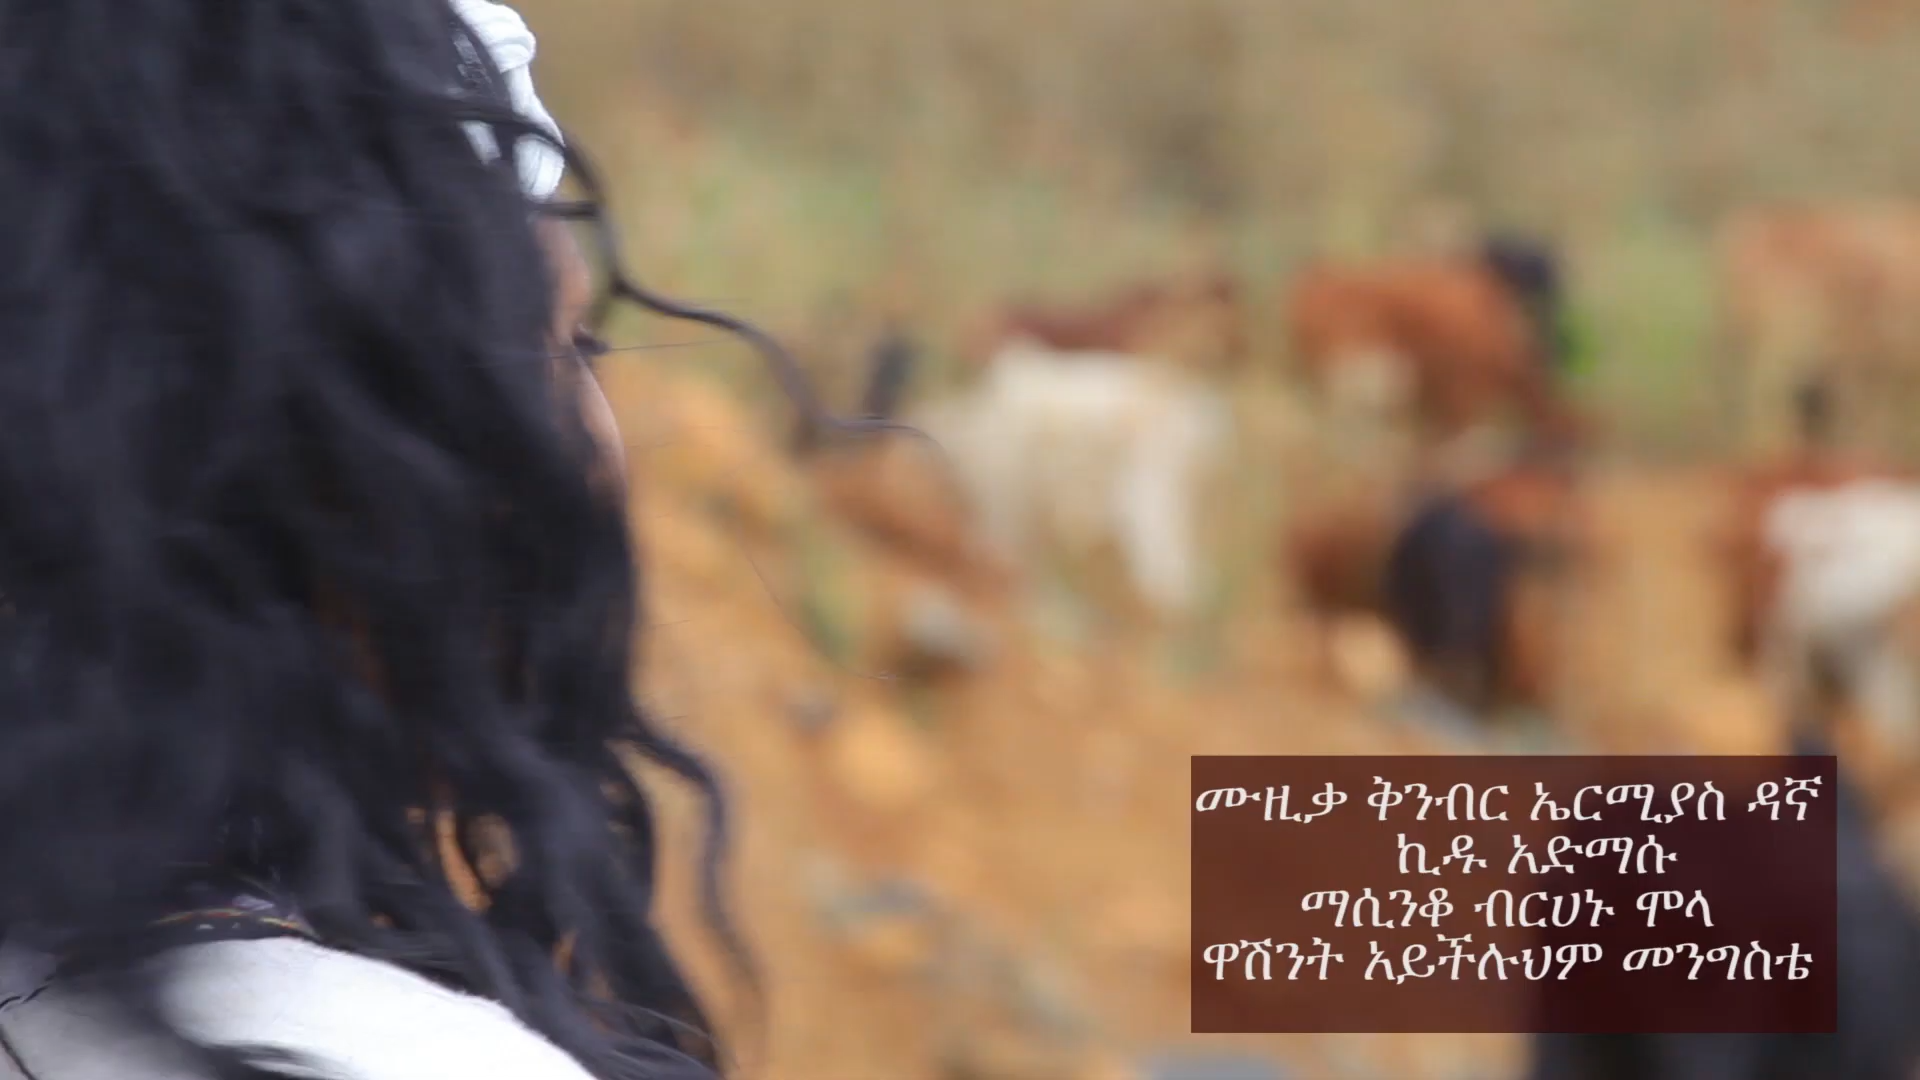 ሙዚቃ ቅንብር ኤርሚያስ ዳኛ
ኪዱ አድማሱ
ማሲንቆ ብርሀኑ ሞላ
ዋሽንት አይችሉህም መንግስቴ